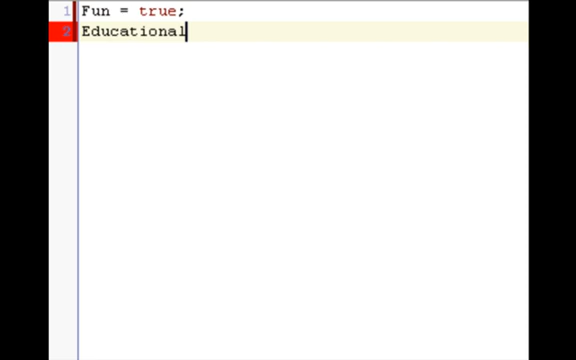 1 Fun = true;
2 Educational